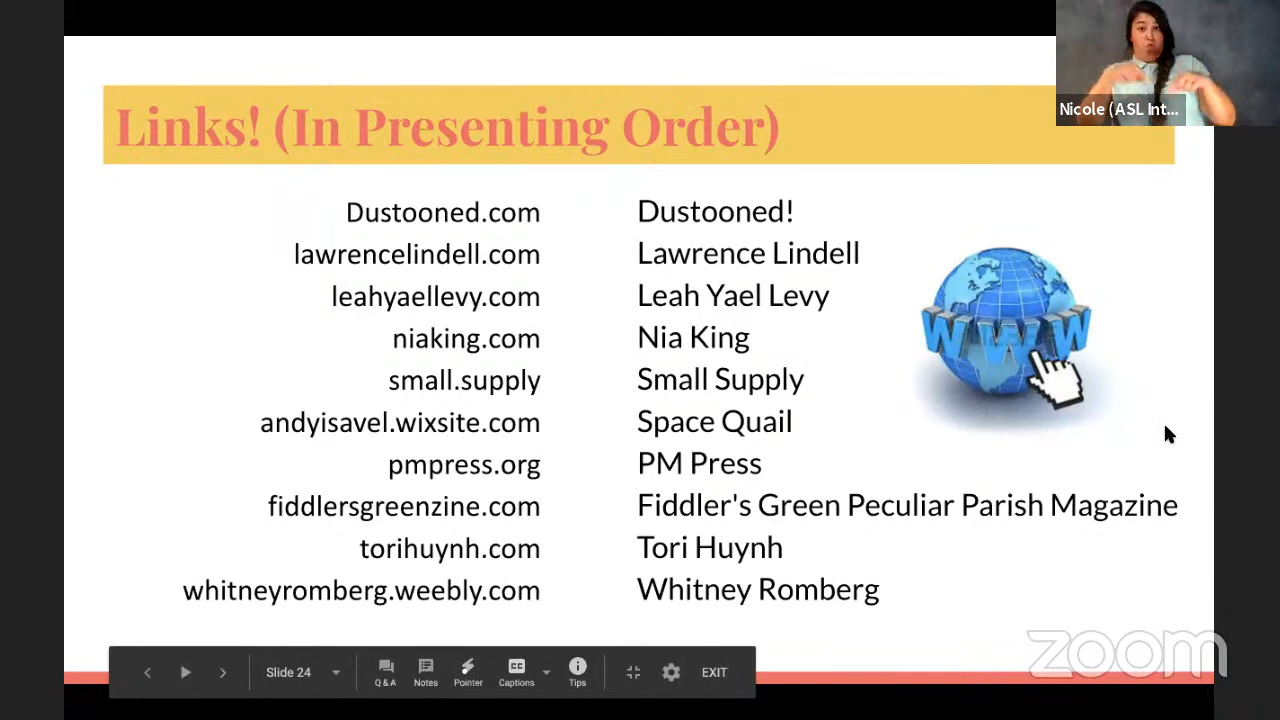 Nicole (ASL Int...
Links! (In Presenting Order)
Dustooned.com Dustooned!
lawrencelindell.com Lawrence Lindell
leahyaellevy.com Leah Yael Levy
niaking.com Nia King
small.supply Small Supply
andyisavel.wixsite.com Space Quail
pmpress.org PM Press
fiddlersgreenzine.com Fiddler's Green Peculiar Parish Magazine
torihuynh.com Tori Huynh
whitneyromberg.weebly.com Whitney Romberg
WWW
zoom
Slide 24 Q & A Notes Pointer CC Captions Tips EXIT